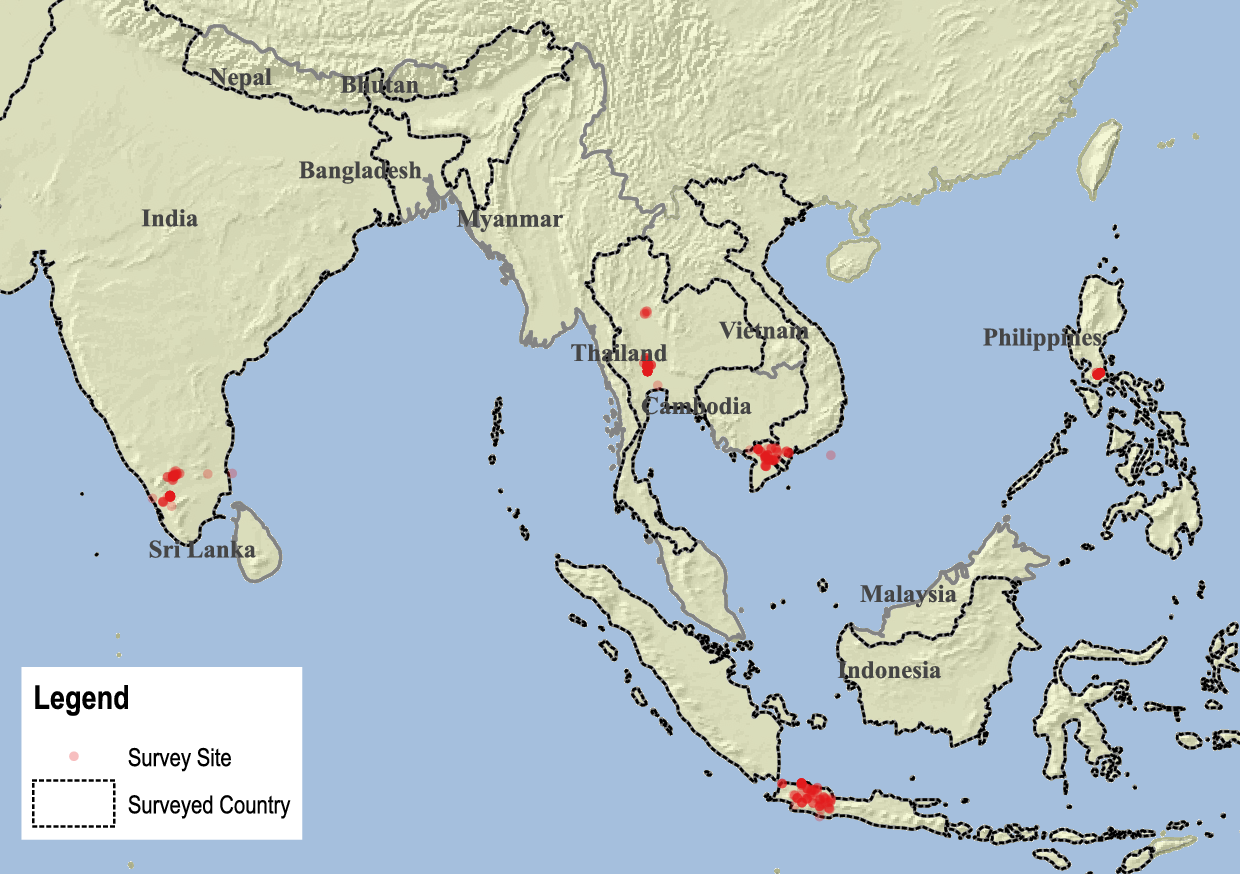 Nepal
Bhutan
Bangladesh
India
Myanmar
Vietnam
Philippines
Thailand
Cambodia
Sri Lanka
Malaysia
Indonesia
Legend
Survey Site
Surveyed Country